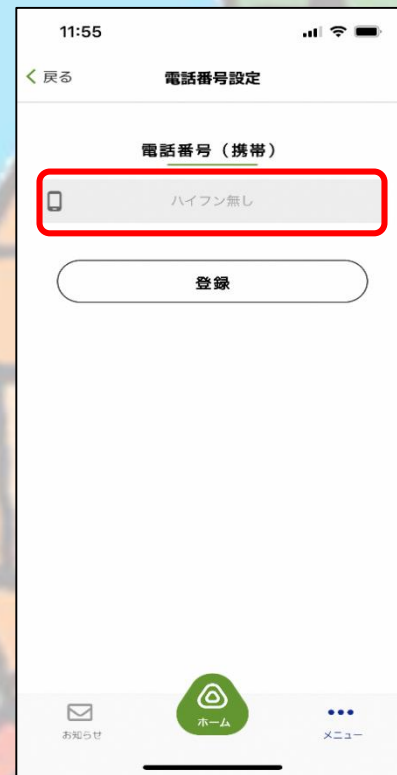 11:55
戻る
電話番号設定
電話番号（携帯）
ハイフン無し
登録
お知らせ
ホーム
メニュー